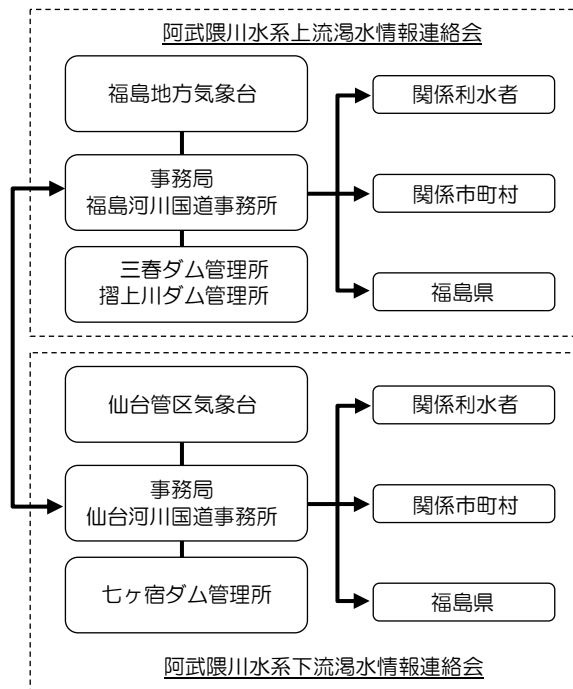 阿武隈川水系上流渇水情報連絡会
福島地方気象台
事務局
福島河川国道事務所
三春ダム管理所
摺上川ダム管理所
関係利水者
関係市町村
福島県
仙台管区気象台
事務局
仙台河川国道事務所
七ヶ宿ダム管理所
関係利水者
関係市町村
福島県
阿武隈川水系下流渇水情報連絡会